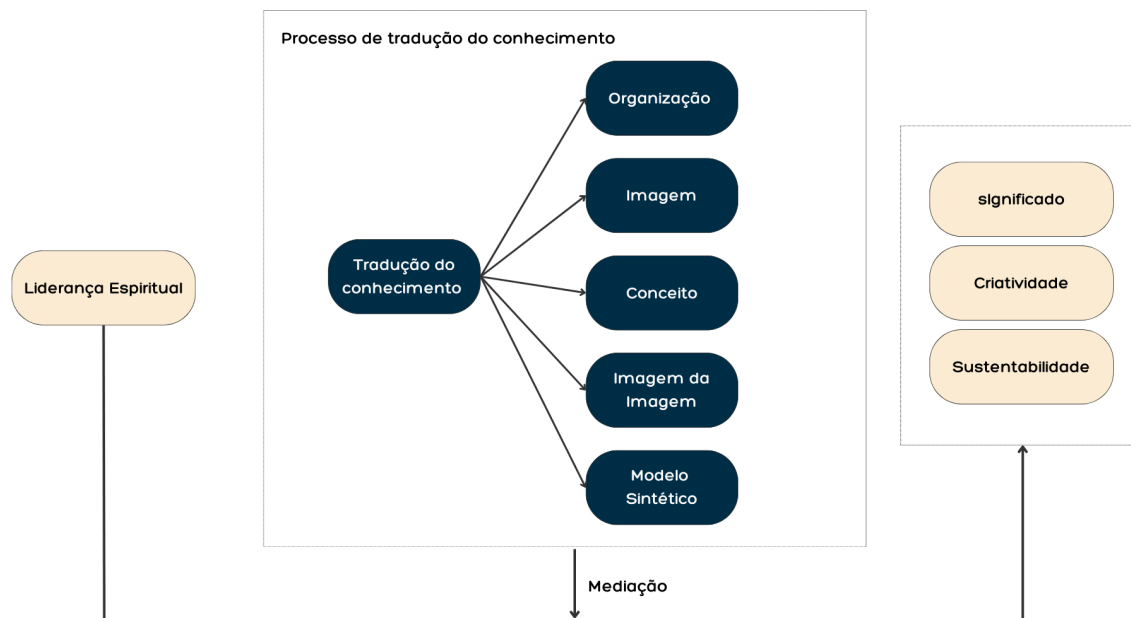 Processo de tradução do conhecimento
Organização
Imagem
Tradução do
conhecimento
Conceito
Imagem da
Imagem
Modelo
Sintético
Liderança Espiritual
sIgnificado
Criatividade
Sustentabilidade
Mediação